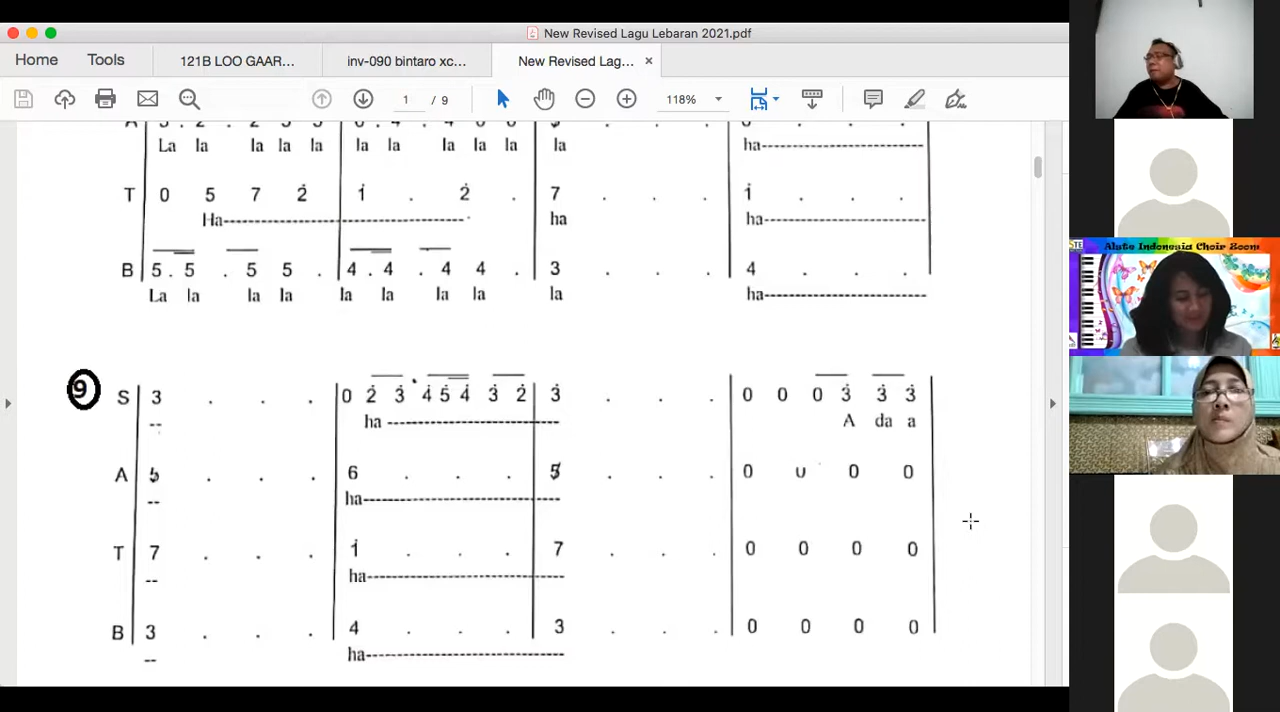 New Revised Lagu Lebaran 2021.pdf
Home Tools 121B LOO GAAR... inv-090 bintaro xc... New Revised Lag... ×
1 / 9 118%
La la la la la la la la la la la ha--------------------
T 0 5 7 2̇ 1̇ . 2̇ . 7 . . . 1̇ . . .
Ha-------------------------------- ha ha--------------------
B 5 . 5 . 5 5 . 4 . 4 . 4 4 . 3 . . . 4 . . .
La la la la la la la la la ha--------------------
9 S 3 . . . 0 2̇ 3̇ 4̇ 5̇ 4̇ 3̇ 2̇ 3̇ . . . 0 0 0 3̇ 3̇ 3̇
-- ha ---------------------- A da a
A 5 . . . 6 . . . 5 . . . 0 0 0 0
-- ha-------------------------
T 7 . . . 1̇ . . . 7 . . . 0 0 0 0
-- ha-------------------------
B 3 . . . 4 . . . 3 . . . 0 0 0 0
-- ha-------------------------
Alute Indonesia Choir Zoom